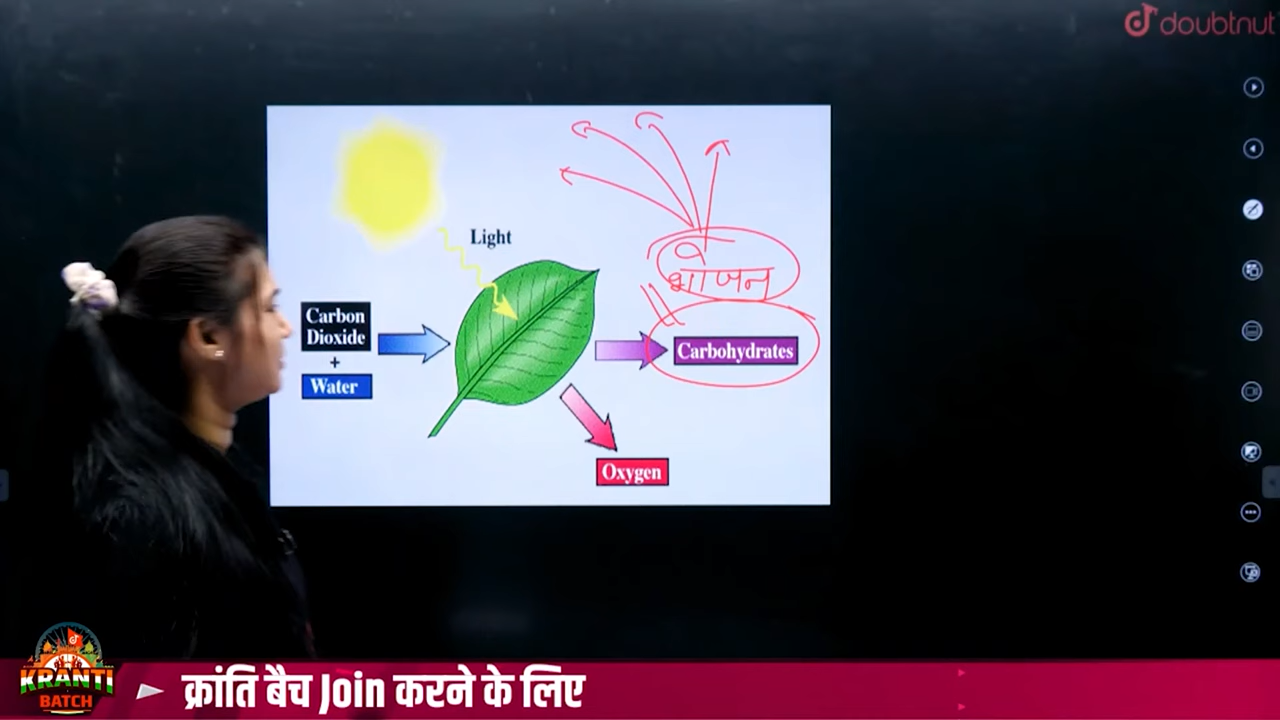 doubtnut
Light
भोजन
Carbon
Dioxide
+
Water
Carbohydrates
Oxygen
KRANTI
BATCH
क्रांति बैच Join करने के लिए